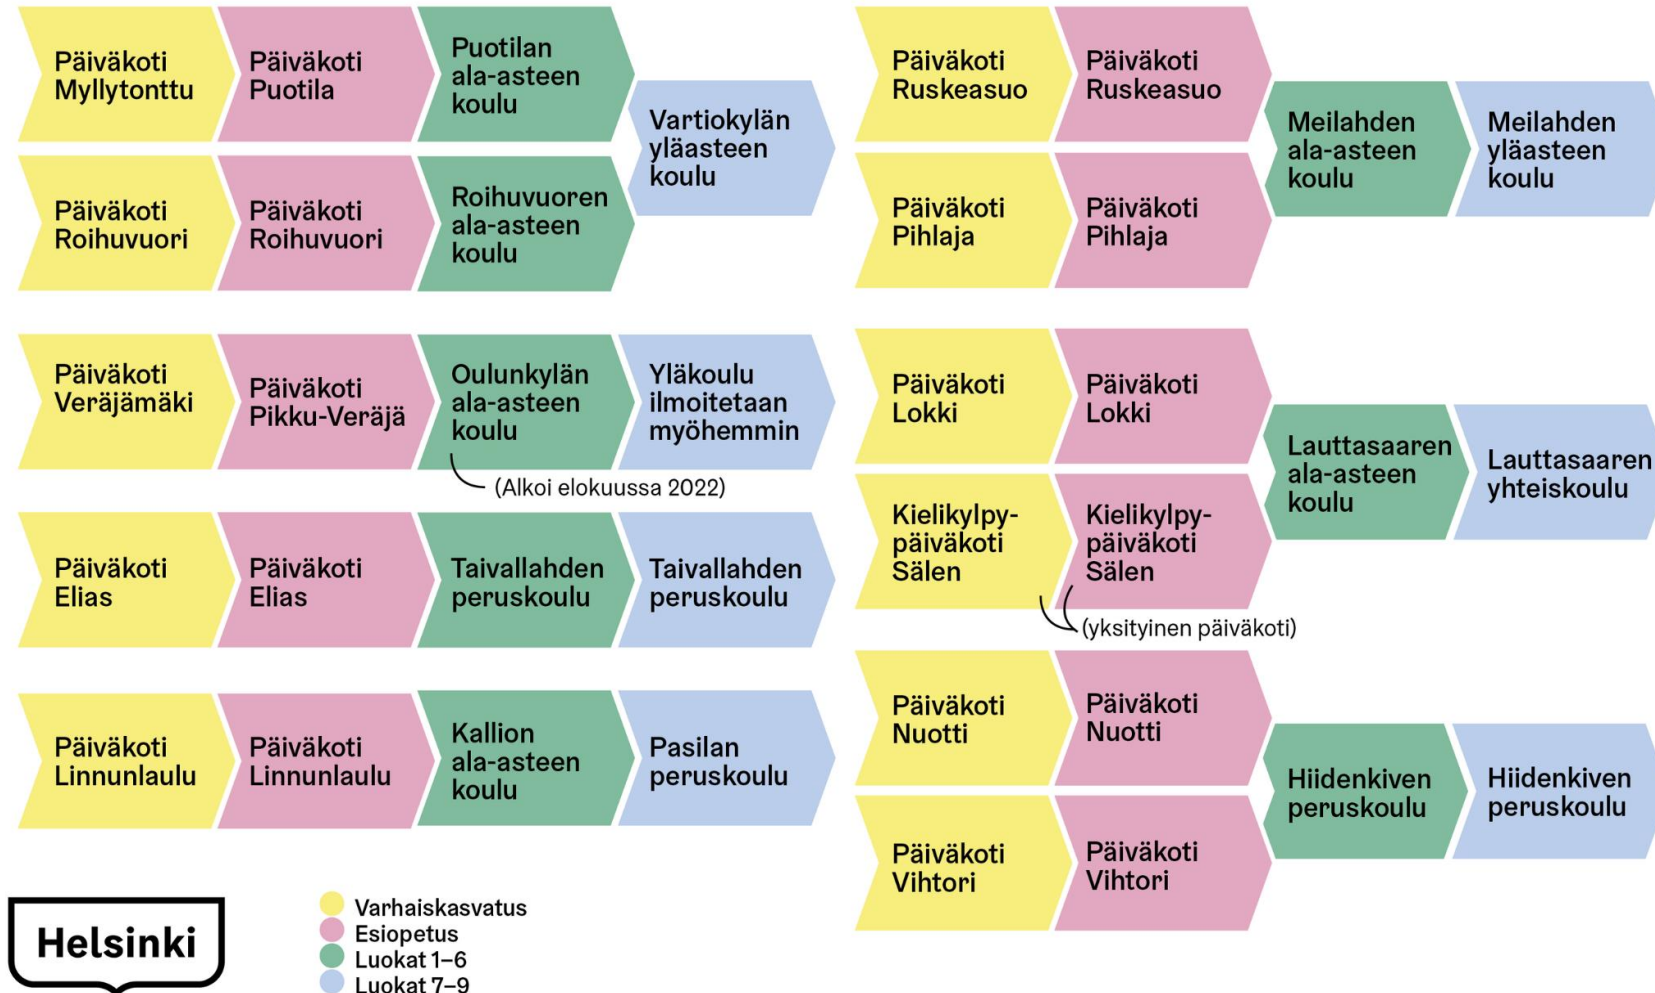 Päiväkoti
Myllytonttu
Päiväkoti
Puotila
Puotilan
ala-asteen
koulu
Päiväkoti
Roihuvuori
Päiväkoti
Roihuvuori
Roihuvuoren
ala-asteen
koulu
Vartiokylän
yläasteen
koulu
Päiväkoti
Veräjämäki
Päiväkoti
Pikku-Veräjä
Oulunkylän
ala-asteen
koulu
Yläkoulu
ilmoitetaan
myöhemmin
(Alkoi elokuussa 2022)
Päiväkoti
Elias
Päiväkoti
Elias
Taivallahden
peruskoulu
Taivallahden
peruskoulu
Päiväkoti
Linnunlaulu
Päiväkoti
Linnunlaulu
Kallion
ala-asteen
koulu
Pasilan
peruskoulu
Päiväkoti
Ruskeasuo
Päiväkoti
Ruskeasuo
Päiväkoti
Pihlaja
Päiväkoti
Pihlaja
Meilahden
ala-asteen
koulu
Meilahden
yläasteen
koulu
Päiväkoti
Lokki
Päiväkoti
Lokki
Kielikylpy-
päiväkoti
Sälen
Kielikylpy-
päiväkoti
Sälen
(yksityinen päiväkoti)
Lauttasaaren
ala-asteen
koulu
Lauttasaaren
yhteiskoulu
Päiväkoti
Nuotti
Päiväkoti
Nuotti
Päiväkoti
Vihtori
Päiväkoti
Vihtori
Hiidenkiven
peruskoulu
Hiidenkiven
peruskoulu
Helsinki
Varhaiskasvatus
Esiopetus
Luokat 1–6
Luokat 7–9